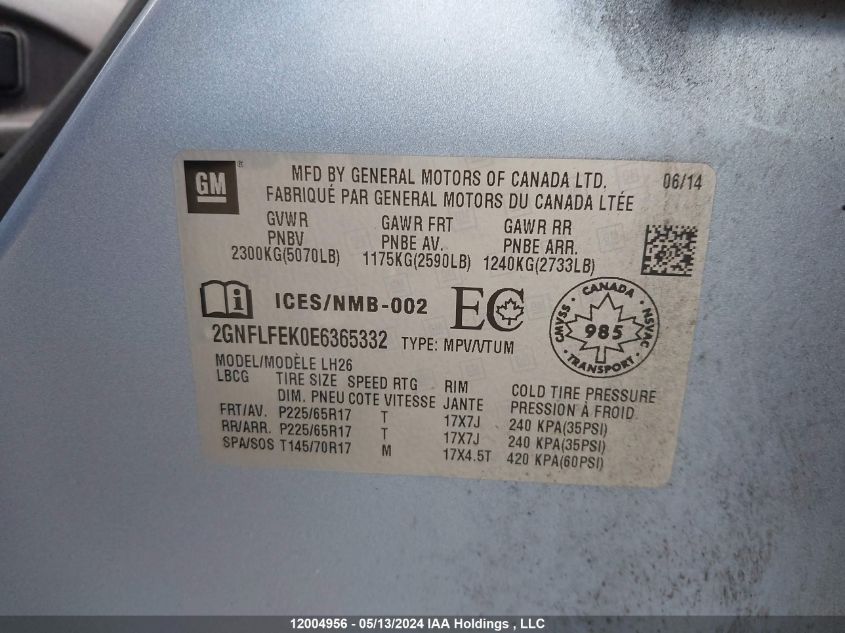 GM®
MFD BY GENERAL MOTORS OF CANADA LTD. 06/14
FABRIQUÉ PAR GENERAL MOTORS DU CANADA LTÉE
GVWR GAWR FRT GAWR RR
PNBV PNBE AV. PNBE ARR.
2300KG(5070LB) 1175KG(2590LB) 1240KG(2733LB)
i ICES/NMB-002 EC
CANADA
CMVSS 985 NSVAC
TRANSPORT
2GNFLFEK0E6365332 TYPE: MPV/VTUM
MODEL/MODÈLE LH26
LBCG TIRE SIZE SPEED RTG RIM COLD TIRE PRESSURE
DIM. PNEU COTE VITESSE JANTE PRESSION À FROID
FRT/AV. P225/65R17 T 17X7J 240 KPA(35PSI)
RR/ARR. P225/65R17 T 17X7J 240 KPA(35PSI)
SPA/SOS T145/70R17 M 17X4.5T 420 KPA(60PSI)
12004956 - 05/13/2024 IAA Holdings, LLC